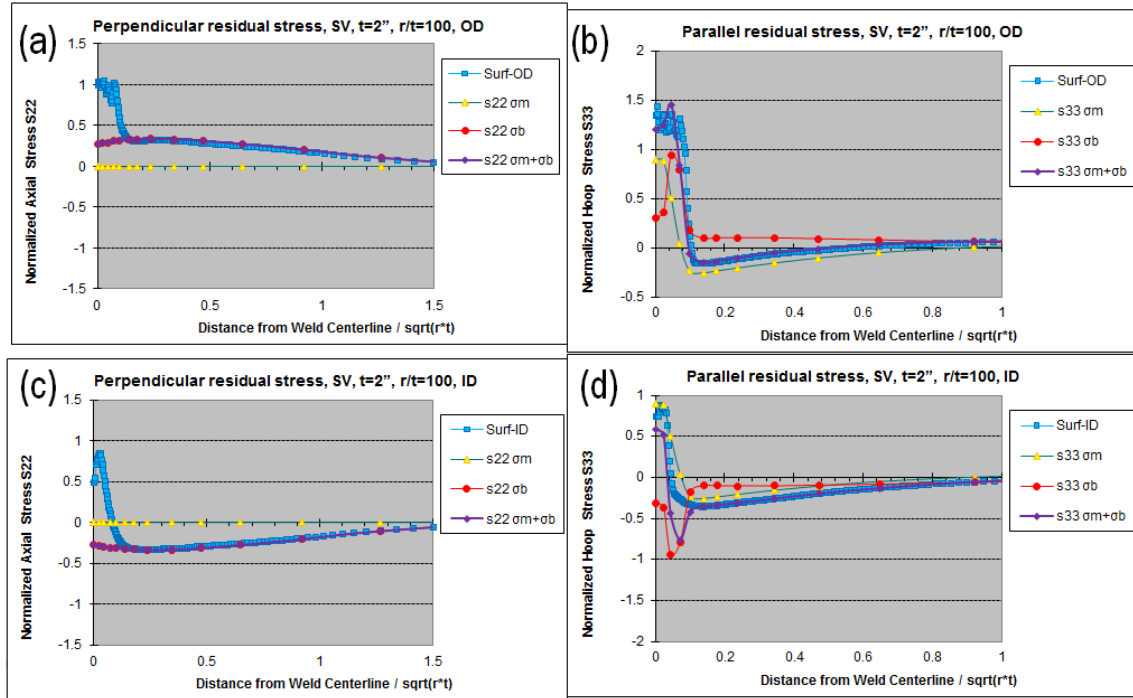 (a)
Perpendicular residual stress, SV, t=2”, r/t=100, OD
Normalized Axial Stress S22
1.5
1
0.5
0
-0.5
1
-1.5
0
0.5
1
1.5
Distance from Weld Centerline / sqrt(r*t)
Surf-OD
s22 σm
s22 σb
s22 σm+σb
(b)
Parallel residual stress, SV, t=2”, r/t=100, OD
Normalized Hoop Stress S33
2
1.5
1
0.5
0
-0.5
0
0.2
0.4
0.6
0.8
1
Distance from Weld Centerline / sqrt(r*t)
Surf-OD
s33 σm
s33 σb
s33 σm+σb
(c)
Perpendicular residual stress, SV, t=2”, r/t=100, ID
Normalized Axial Stress S22
1.5
1
0.5
0
-0.5
-1
-1.5
0
0.5
1
1.5
Distance from Weld Centerline / sqrt(r*t)
Surf-ID
s22 σm
s22 σb
s22 σm+σb
(d)
Parallel residual stress, SV, t=2”, r/t=100, ID
Normalized Hoop Stress S33
1
0.5
0
-0.5
-1
-1.5
-2
0
0.2
0.4
0.6
0.8
1
Distance from Weld Centerline / sqrt(r*t)
Surf-ID
s33 σm
s33 σb
s33 σm+σb